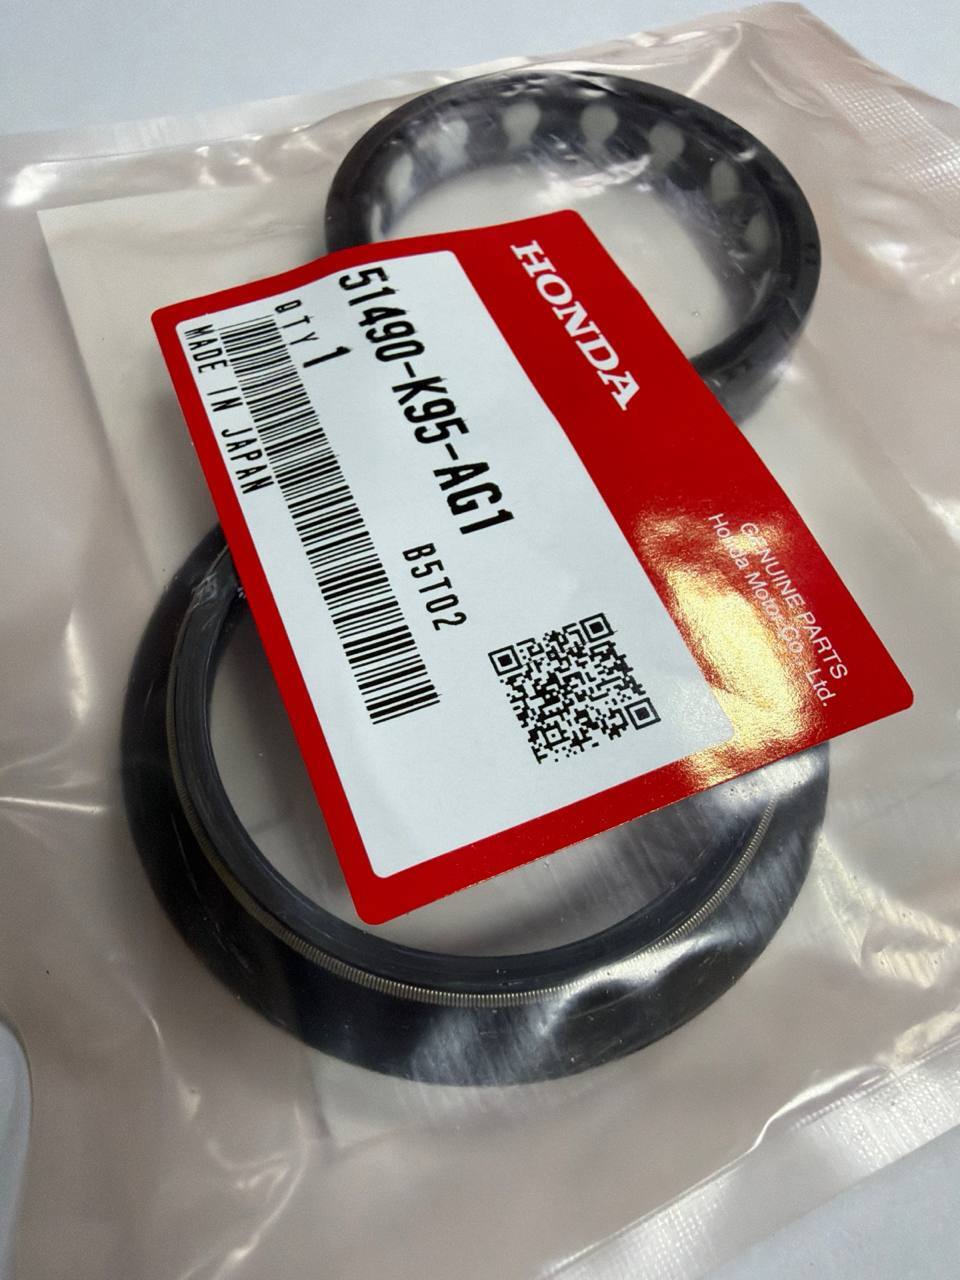 HONDA
GENUINE PARTS
Honda Motor Co., Ltd.
51490-K95-AG1
QTY 1
B5T02
MADE IN JAPAN